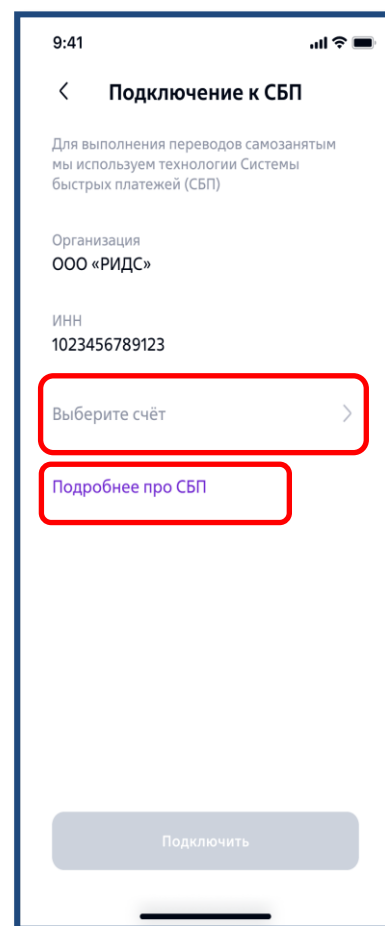 9:41
Подключение к СБП
Для выполнения переводов самозанятым
мы используем технологии Системы
быстрых платежей (СБП)
Организация
ООО «РИДС»
ИНН
1023456789123
Выберите счёт
Подробнее про СБП
Подключить